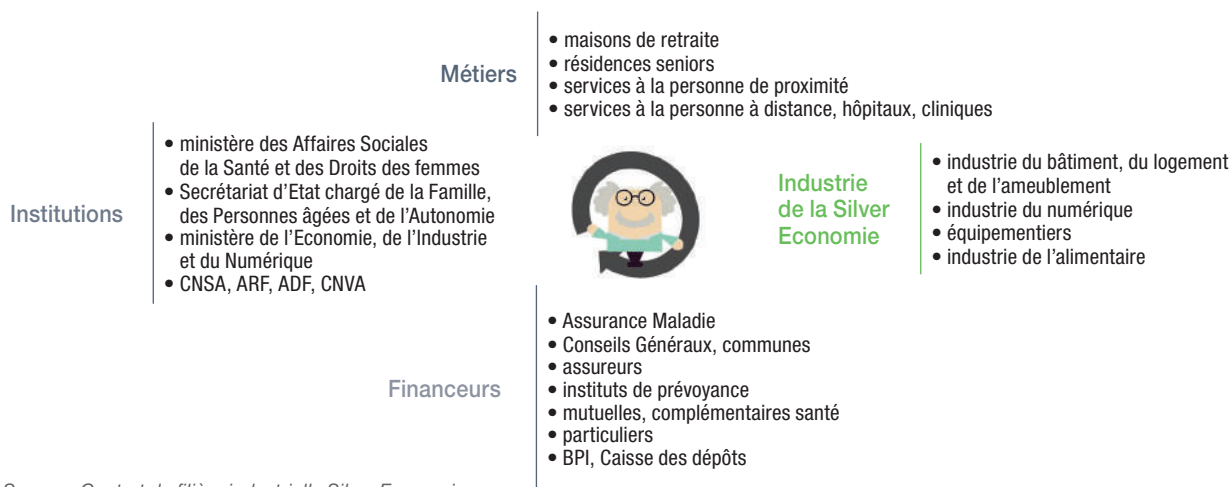 Métiers
• maisons de retraite
• résidences seniors
• services à la personne de proximité
• services à la personne à distance, hôpitaux, cliniques
Institutions
• ministère des Affaires Sociales
de la Santé et des Droits des femmes
• Secrétariat d'Etat chargé de la Famille,
des Personnes âgées et de l'Autonomie
• ministère de l'Economie, de l'Industrie
et du Numérique
• CNSA, ARF, ADF, CNVA
Industrie
de la Silver
Economie
• industrie du bâtiment, du logement
et de l'ameublement
• industrie du numérique
• équipementiers
• industrie de l'alimentaire
Financeurs
• Assurance Maladie
• Conseils Généraux, communes
• assureurs
• instituts de prévoyance
• mutuelles, complémentaires santé
• particuliers
• BPI, Caisse des dépôts